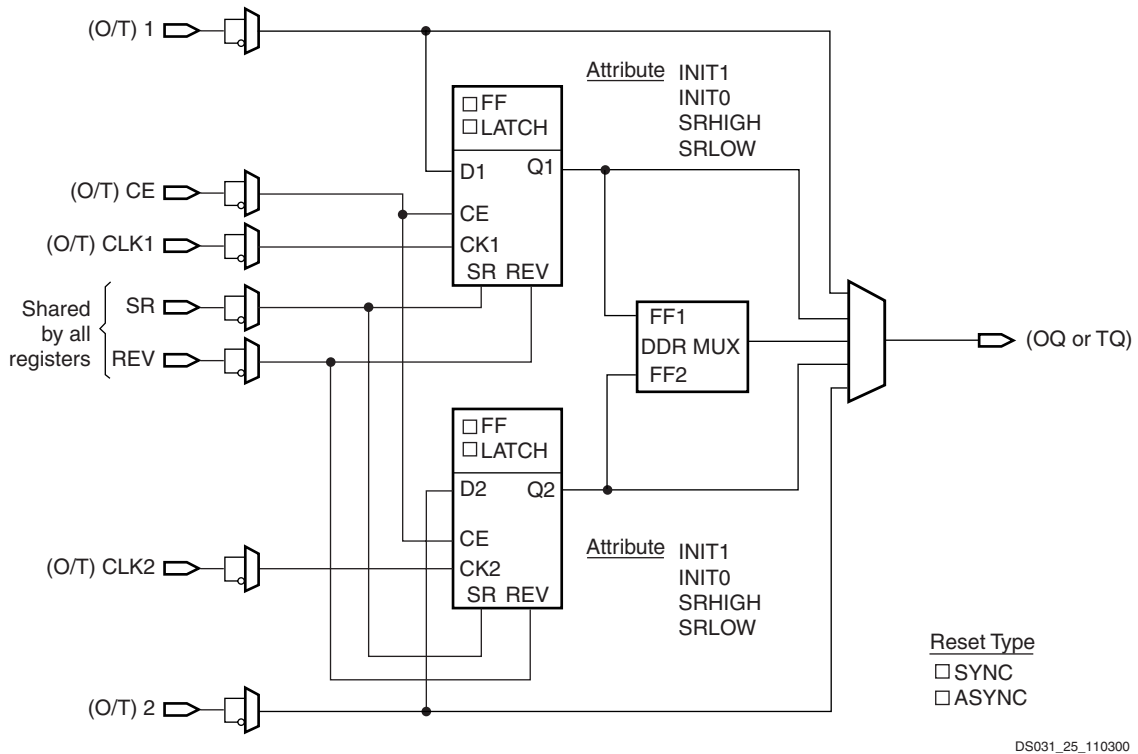 (O/T) 1
Attribute INIT1
INIT0
SRHIGH
SRLOW
FF
LATCH
D1 Q1
(O/T) CE
CE
(O/T) CLK1
CK1
SR REV
Shared
by all
registers
SR
REV
FF1
DDR MUX
FF2
(OQ or TQ)
FF
LATCH
D2 Q2
CE
(O/T) CLK2
CK2
SR REV
Attribute INIT1
INIT0
SRHIGH
SRLOW
Reset Type
SYNC
ASYNC
(O/T) 2
DS031_25_110300